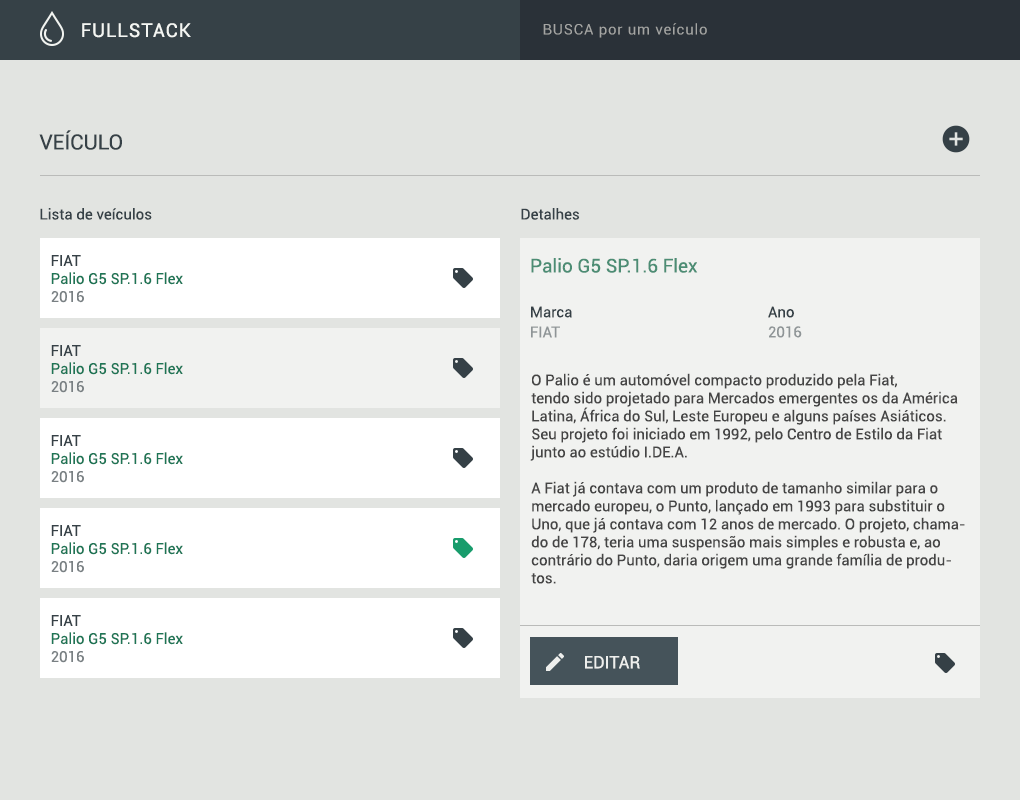 FULLSTACK
BUSCA por um veículo
VEÍCULO
Lista de veículos
FIAT
Palio G5 SP.1.6 Flex
2016
FIAT
Palio G5 SP.1.6 Flex
2016
FIAT
Palio G5 SP.1.6 Flex
2016
FIAT
Palio G5 SP.1.6 Flex
2016
FIAT
Palio G5 SP.1.6 Flex
2016
Detalhes
Palio G5 SP.1.6 Flex
Marca Ano
FIAT 2016
O Palio é um automóvel compacto produzido pela Fiat,
tendo sido projetado para Mercados emergentes os da América
Latina, África do Sul, Leste Europeu e alguns países Asiáticos.
Seu projeto foi iniciado em 1992, pelo Centro de Estilo da Fiat
junto ao estúdio I.DE.A.
A Fiat já contava com um produto de tamanho similar para o
mercado europeu, o Punto, lançado em 1993 para substituir o
Uno, que já contava com 12 anos de mercado. O projeto, chama-
do de 178, teria uma suspensão mais simples e robusta e, ao
contrário do Punto, daria origem uma grande família de produ-
tos.
EDITAR